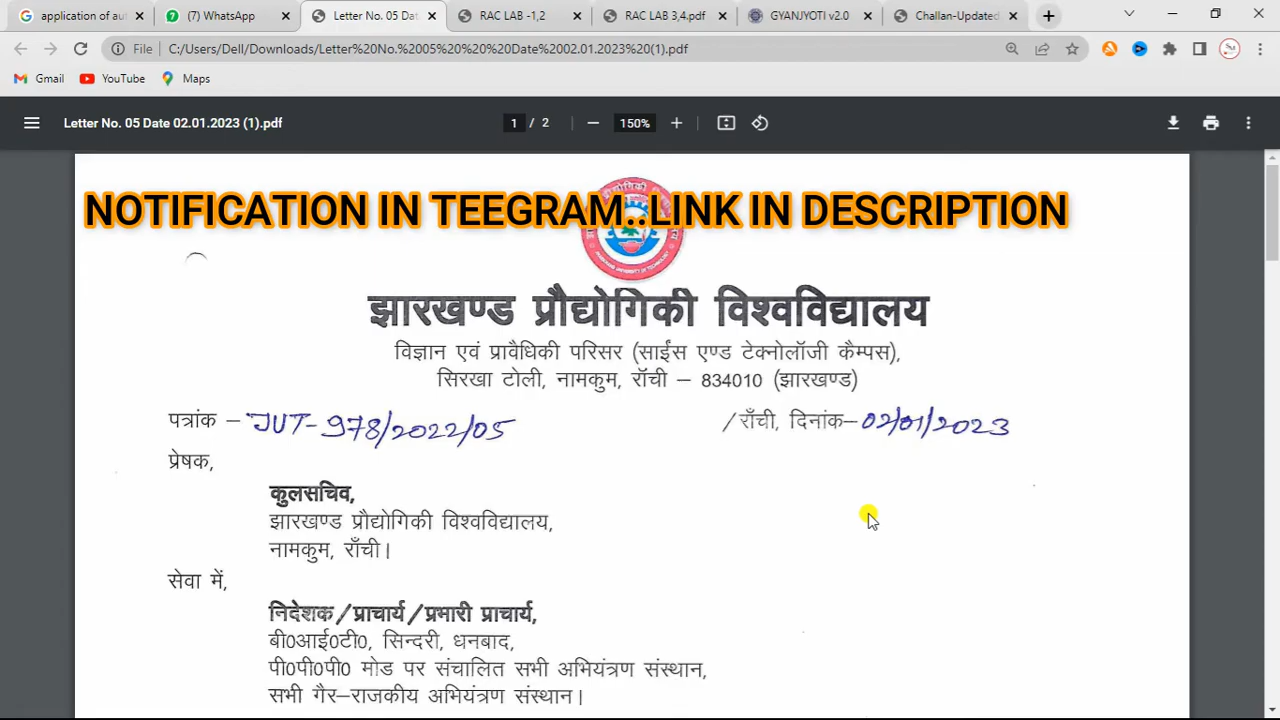 application of aut
(7) WhatsApp
Letter No. 05 Dat
RAC LAB -1,2
RAC LAB 3,4.pdf
GYANJYOTI v2.0
Challan-Updated
File
C:/Users/Dell/Downloads/Letter%20No.%2005%20%20%20Date%2002.01.2023%20(1).pdf
Gmail
YouTube
Maps
Letter No. 05 Date 02.01.2023 (1).pdf
1 / 2
150%
NOTIFICATION IN TEEGRAM..LINK IN DESCRIPTION
झारखण्ड प्रौद्योगिकी विश्वविद्यालय
विज्ञान एवं प्रावैधिकी परिसर (साईंस एण्ड टेक्नोलॉजी कैम्पस),
सिरखा टोली, नामकुम, राँची – 834010 (झारखण्ड)
पत्रांक – JUT-978/2022/05 /राँची, दिनांक–02/01/2023
प्रेषक,
कुलसचिव,
झारखण्ड प्रौद्योगिकी विश्वविद्यालय,
नामकुम, राँची।
सेवा में,
निदेशक/प्राचार्य/प्रभारी प्राचार्य,
बी0आई0टी0, सिन्दरी, धनबाद,
पी0पी0पी0 मोड पर संचालित सभी अभियंत्रण संस्थान,
सभी गैर–राजकीय अभियंत्रण संस्थान।